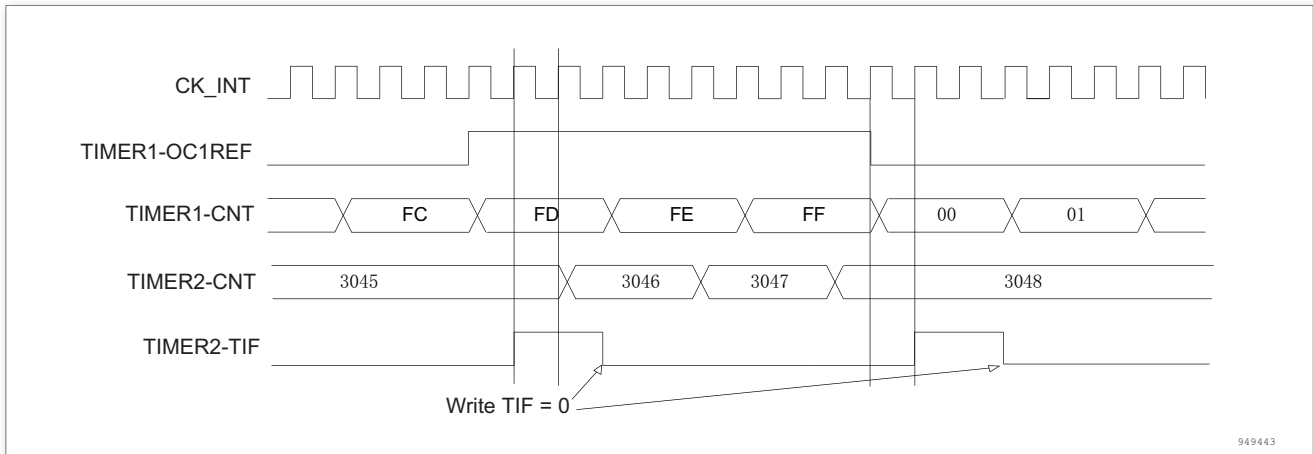 CK_INT
TIMER1-OC1REF
TIMER1-CNT FC FD FE FF 00 01
TIMER2-CNT 3045 3046 3047 3048
TIMER2-TIF
Write TIF = 0
949443